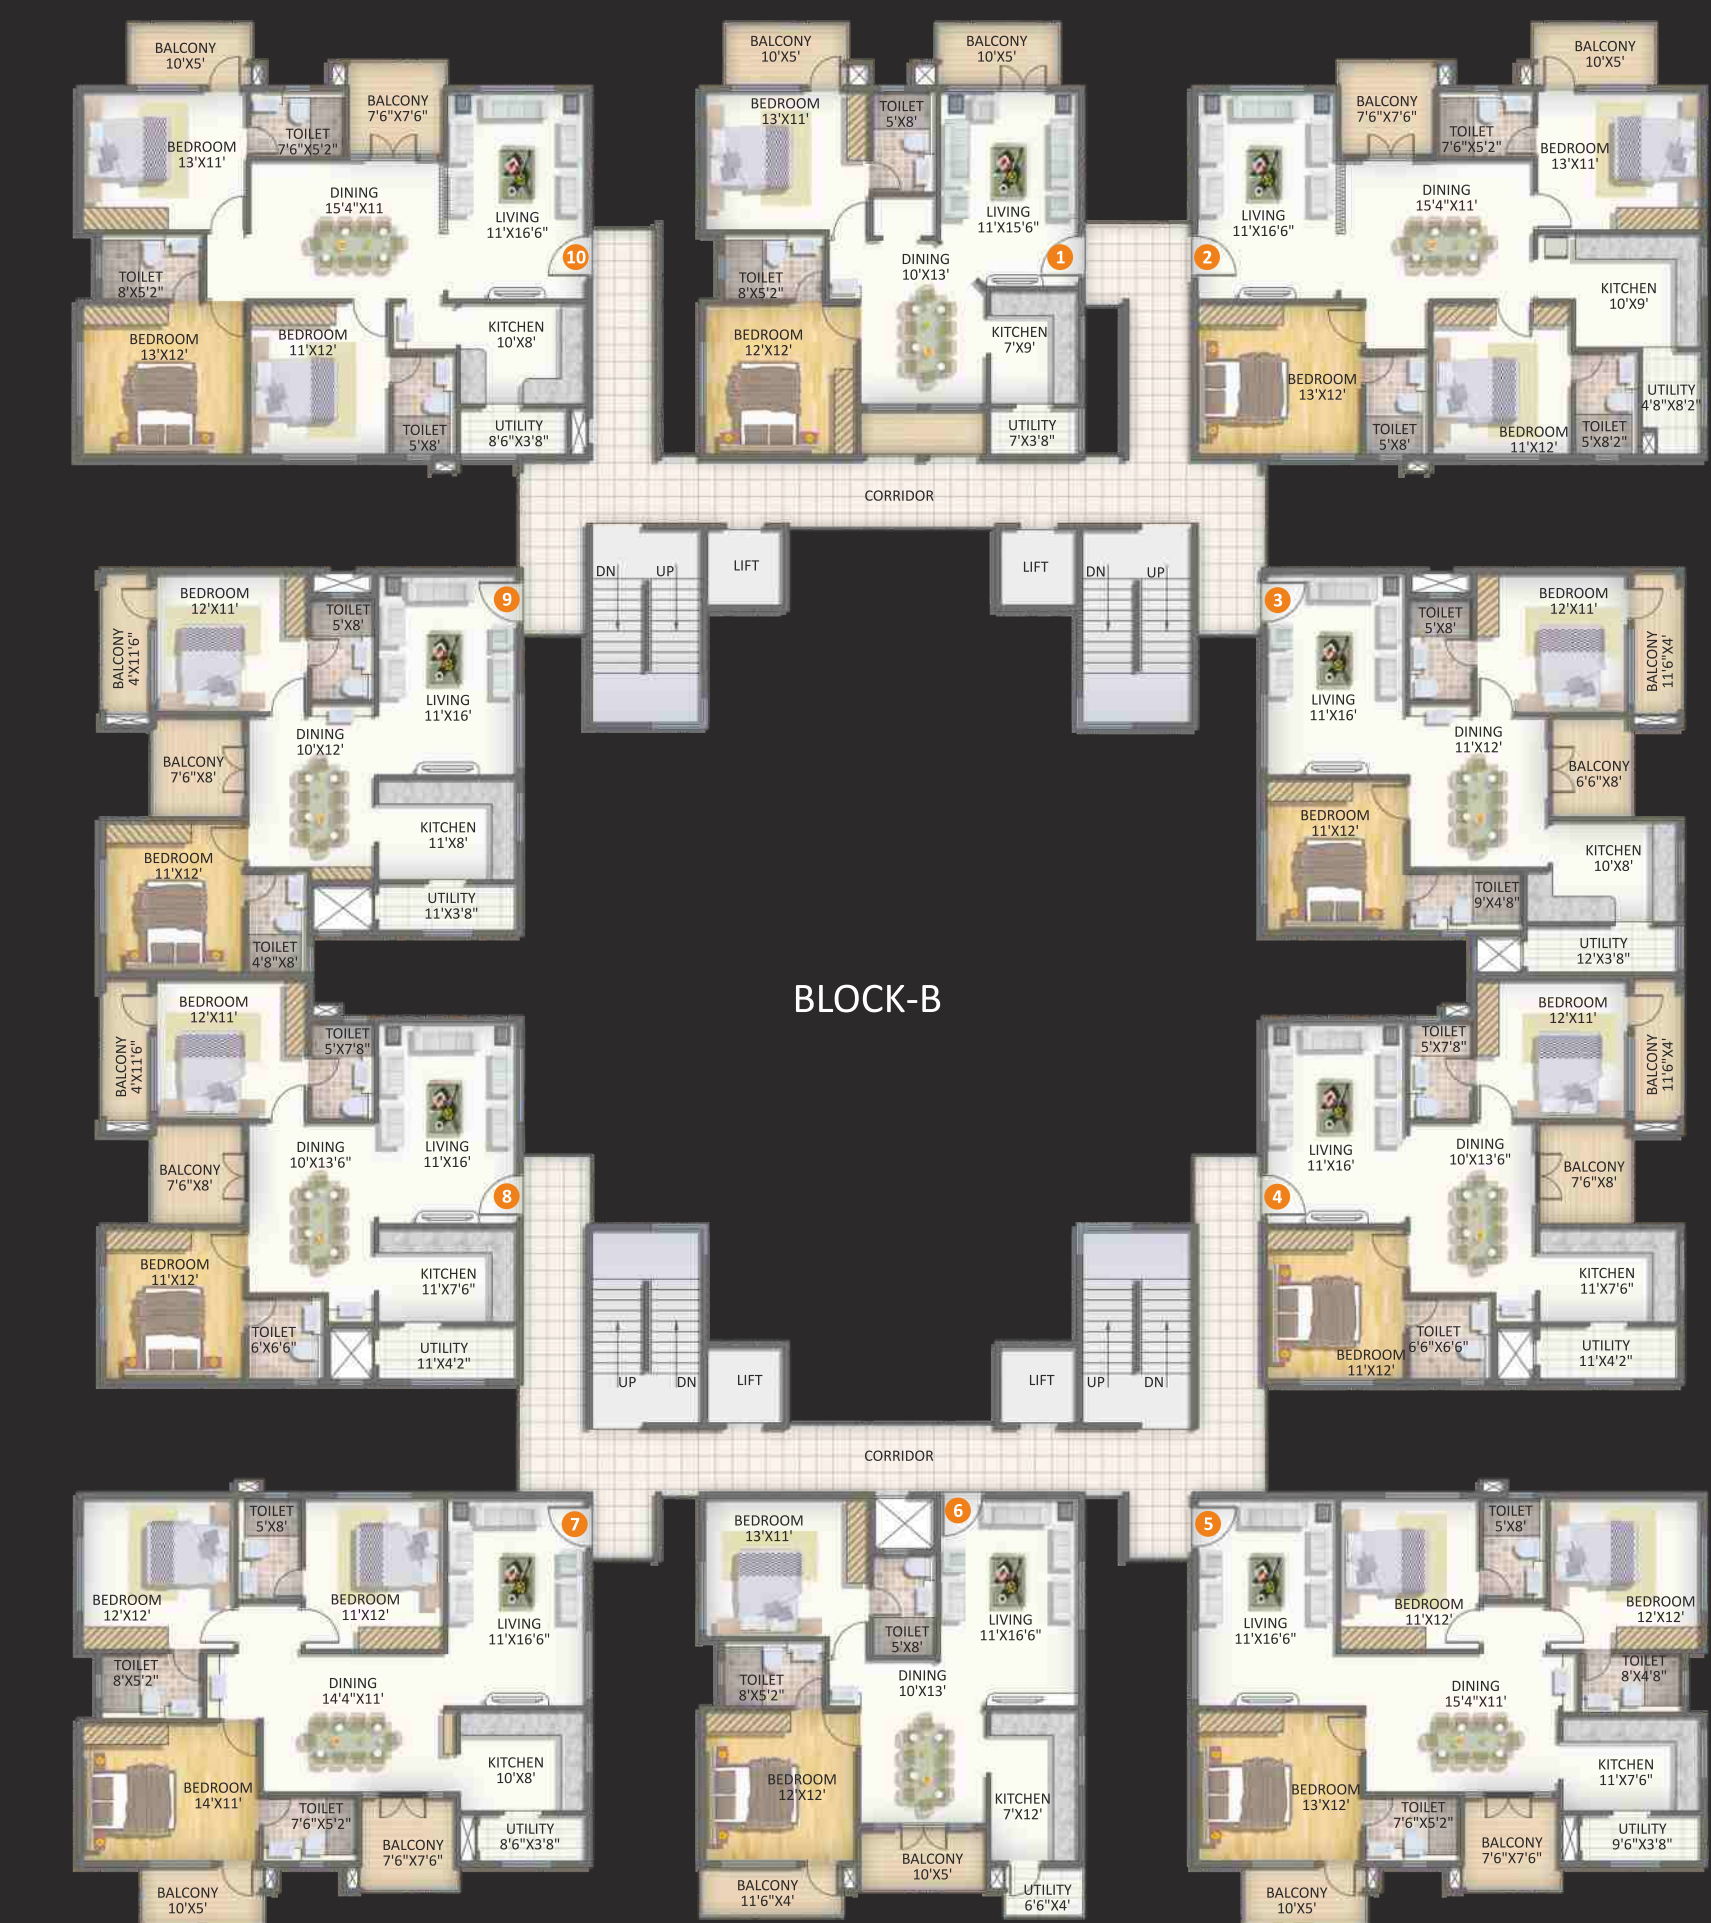 BALCONY
10'X5'
BEDROOM
13'X11'
TOILET
7'6"X5'2"
BALCONY
7'6"X7'6"
DINING
15'4"X11
LIVING
11'X16'6"
10
TOILET
8'X5'2"
BEDROOM
13'X12'
BEDROOM
11'X12'
KITCHEN
10'X8'
TOILET
5'X8'
UTILITY
8'6"X3'8"
BALCONY
10'X5'
BALCONY
10'X5'
BEDROOM
13'X11'
TOILET
5'X8'
LIVING
11'X15'6"
1
DINING
10'X13'
TOILET
8'X5'2"
BEDROOM
12'X12'
KITCHEN
7'X9'
UTILITY
7'X3'8"
BALCONY
10'X5'
BALCONY
7'6"X7'6"
TOILET
7'6"X5'2"
BEDROOM
13'X11'
LIVING
11'X16'6"
DINING
15'4"X11'
2
KITCHEN
10'X9'
BEDROOM
13'X12'
TOILET
5'X8'
BEDROOM
11'X12'
TOILET
5'X8'2"
UTILITY
4'8"X8'2"
CORRIDOR
DN
UP
LIFT
LIFT
DN
UP
BEDROOM
12'X11'
TOILET
5'X8'
9
BALCONY
4'X11'6"
LIVING
11'X16'
DINING
10'X12'
BALCONY
7'6"X8'
KITCHEN
11'X8'
BEDROOM
11'X12'
UTILITY
11'X3'8"
TOILET
4'8"X8'
3
TOILET
5'X8'
BEDROOM
12'X11'
BALCONY
11'6"X4'
LIVING
11'X16'
DINING
11'X12'
BALCONY
6'6"X8'
BEDROOM
11'X12'
KITCHEN
10'X8'
TOILET
9'X4'8"
UTILITY
12'X3'8"
BLOCK-B
BEDROOM
12'X11'
TOILET
5'X7'8"
BALCONY
4'X11'6"
DINING
10'X13'6"
LIVING
11'X16'
BALCONY
7'6"X8'
8
BEDROOM
11'X12'
KITCHEN
11'X7'6"
TOILET
6'X6'6"
UTILITY
11'X4'2"
BEDROOM
12'X11'
TOILET
5'X7'8"
BALCONY
11'6"X4'
LIVING
11'X16'
DINING
10'X13'6"
BALCONY
7'6"X8'
4
KITCHEN
11'X7'6"
TOILET
6'6"X6'6"
BEDROOM
11'X12'
UTILITY
11'X4'2"
UP
DN
LIFT
LIFT
UP
DN
CORRIDOR
TOILET
5'X8'
7
BEDROOM
12'X12'
BEDROOM
11'X12'
LIVING
11'X16'6"
TOILET
8'X5'2"
DINING
14'4"X11'
BEDROOM
14'X11'
KITCHEN
10'X8'
TOILET
7'6"X5'2"
BALCONY
7'6"X7'6"
UTILITY
8'6"X3'8"
BALCONY
10'X5'
6
BEDROOM
13'X11'
LIVING
11'X16'6"
TOILET
5'X8'
TOILET
8'X5'2"
DINING
10'X13'
BEDROOM
12'X12'
KITCHEN
7'X12'
BALCONY
10'X5'
BALCONY
11'6"X4'
UTILITY
6'6"X4'
5
TOILET
5'X8'
BEDROOM
11'X12'
BEDROOM
12'X12'
LIVING
11'X16'6"
TOILET
8'X4'8"
DINING
15'4"X11'
KITCHEN
11'X7'6"
BEDROOM
13'X12'
TOILET
7'6"X5'2"
BALCONY
7'6"X7'6"
UTILITY
9'6"X3'8"
BALCONY
10'X5'